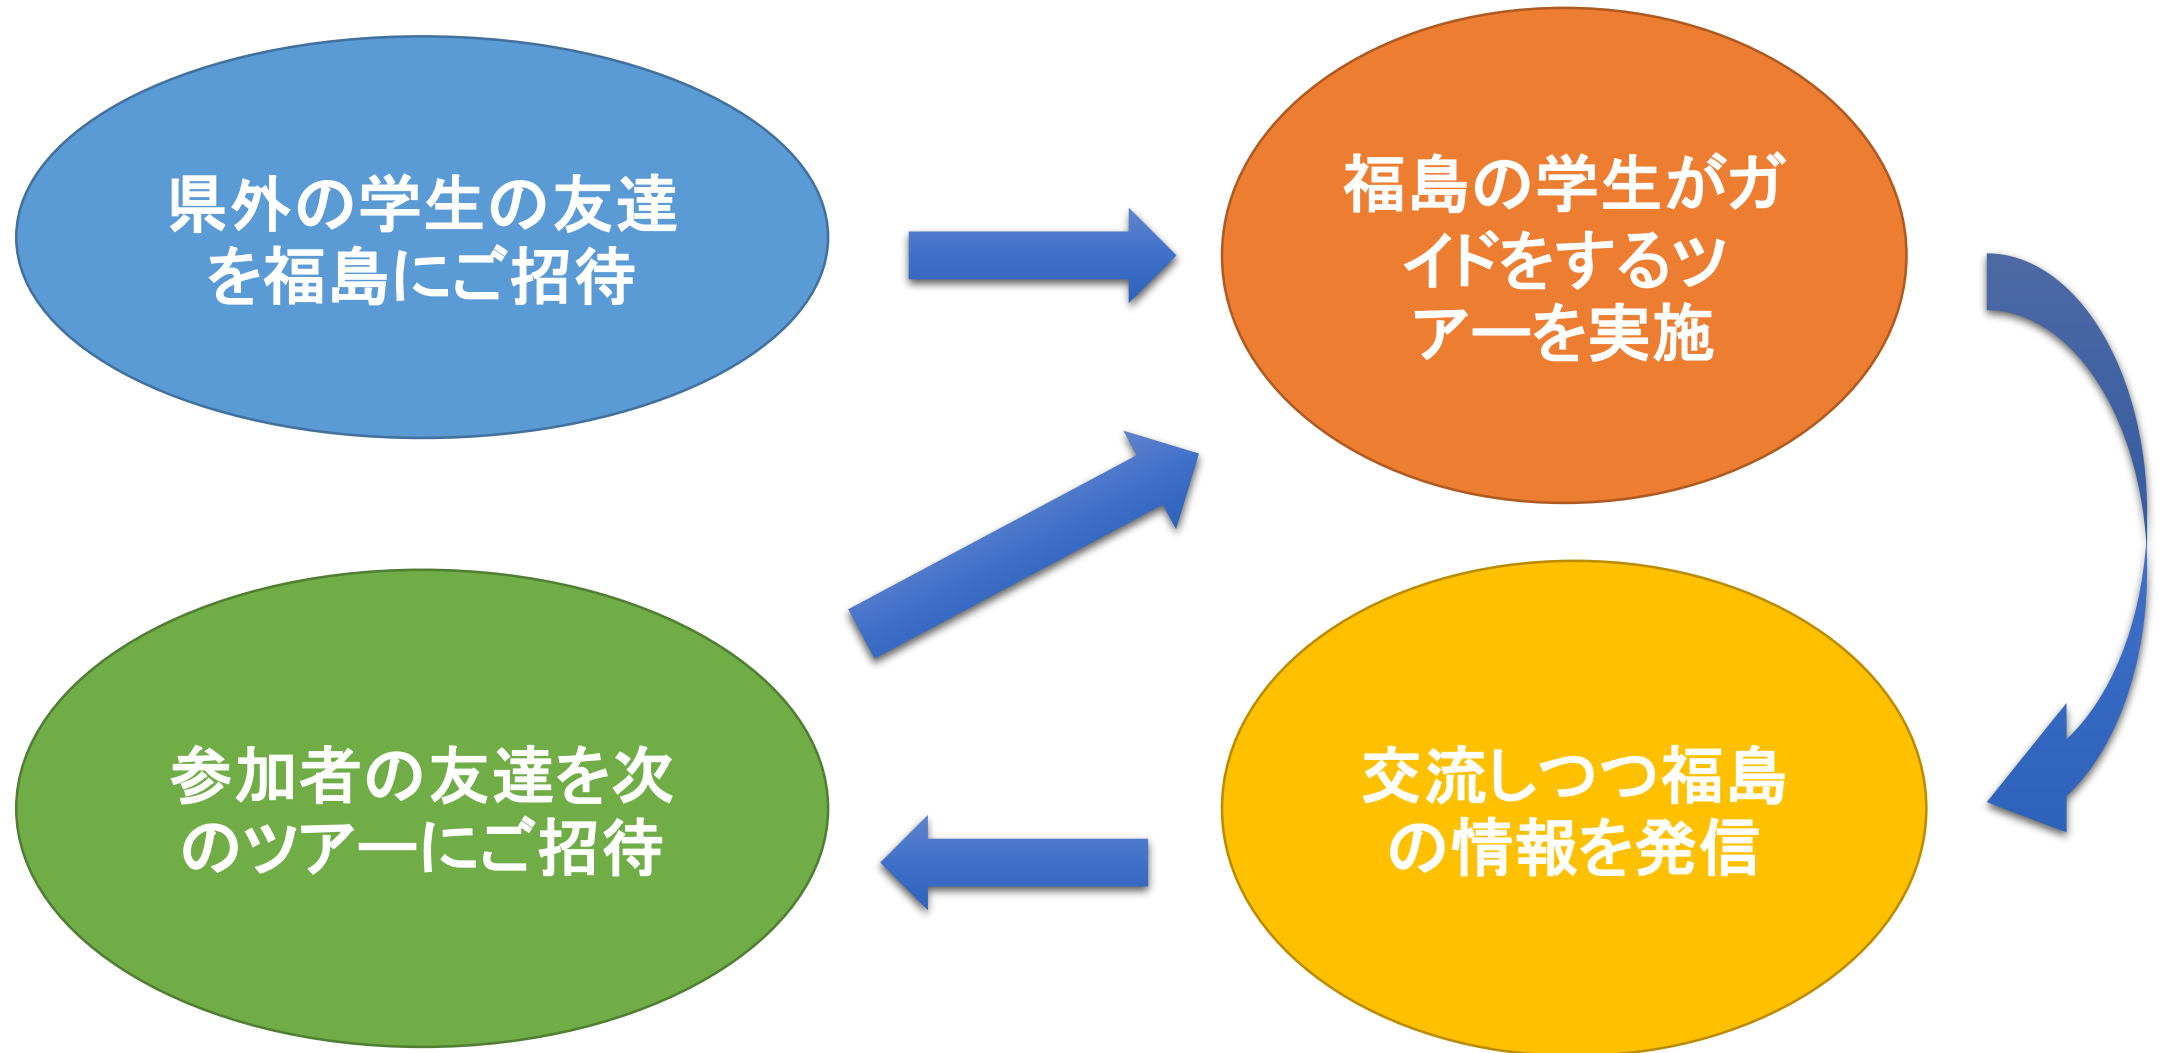 県外の学生の友達
を福島にご招待
福島の学生がガ
イドをするツ
アーを実施
参加者の友達を次
のツアーにご招待
交流しつつ福島
の情報を発信